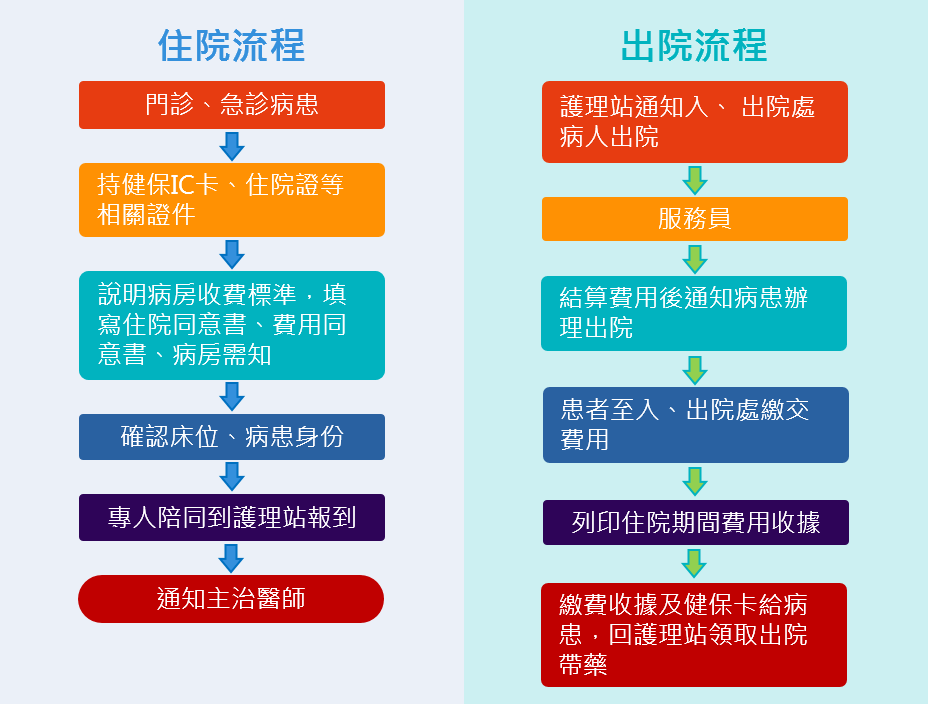 住院流程
門診、急診病患
持健保IC卡、住院證等
相關證件
說明病房收費標準，填
寫住院同意書、費用同
意書、病房需知
確認床位、病患身份
專人陪同到護理站報到
通知主治醫師
出院流程
護理站通知入、 出院處
病人出院
服務員
結算費用後通知病患辦
理出院
患者至入、出院處繳交
費用
列印住院期間費用收據
繳費收據及健保卡給病
患，回護理站領取出院
帶藥